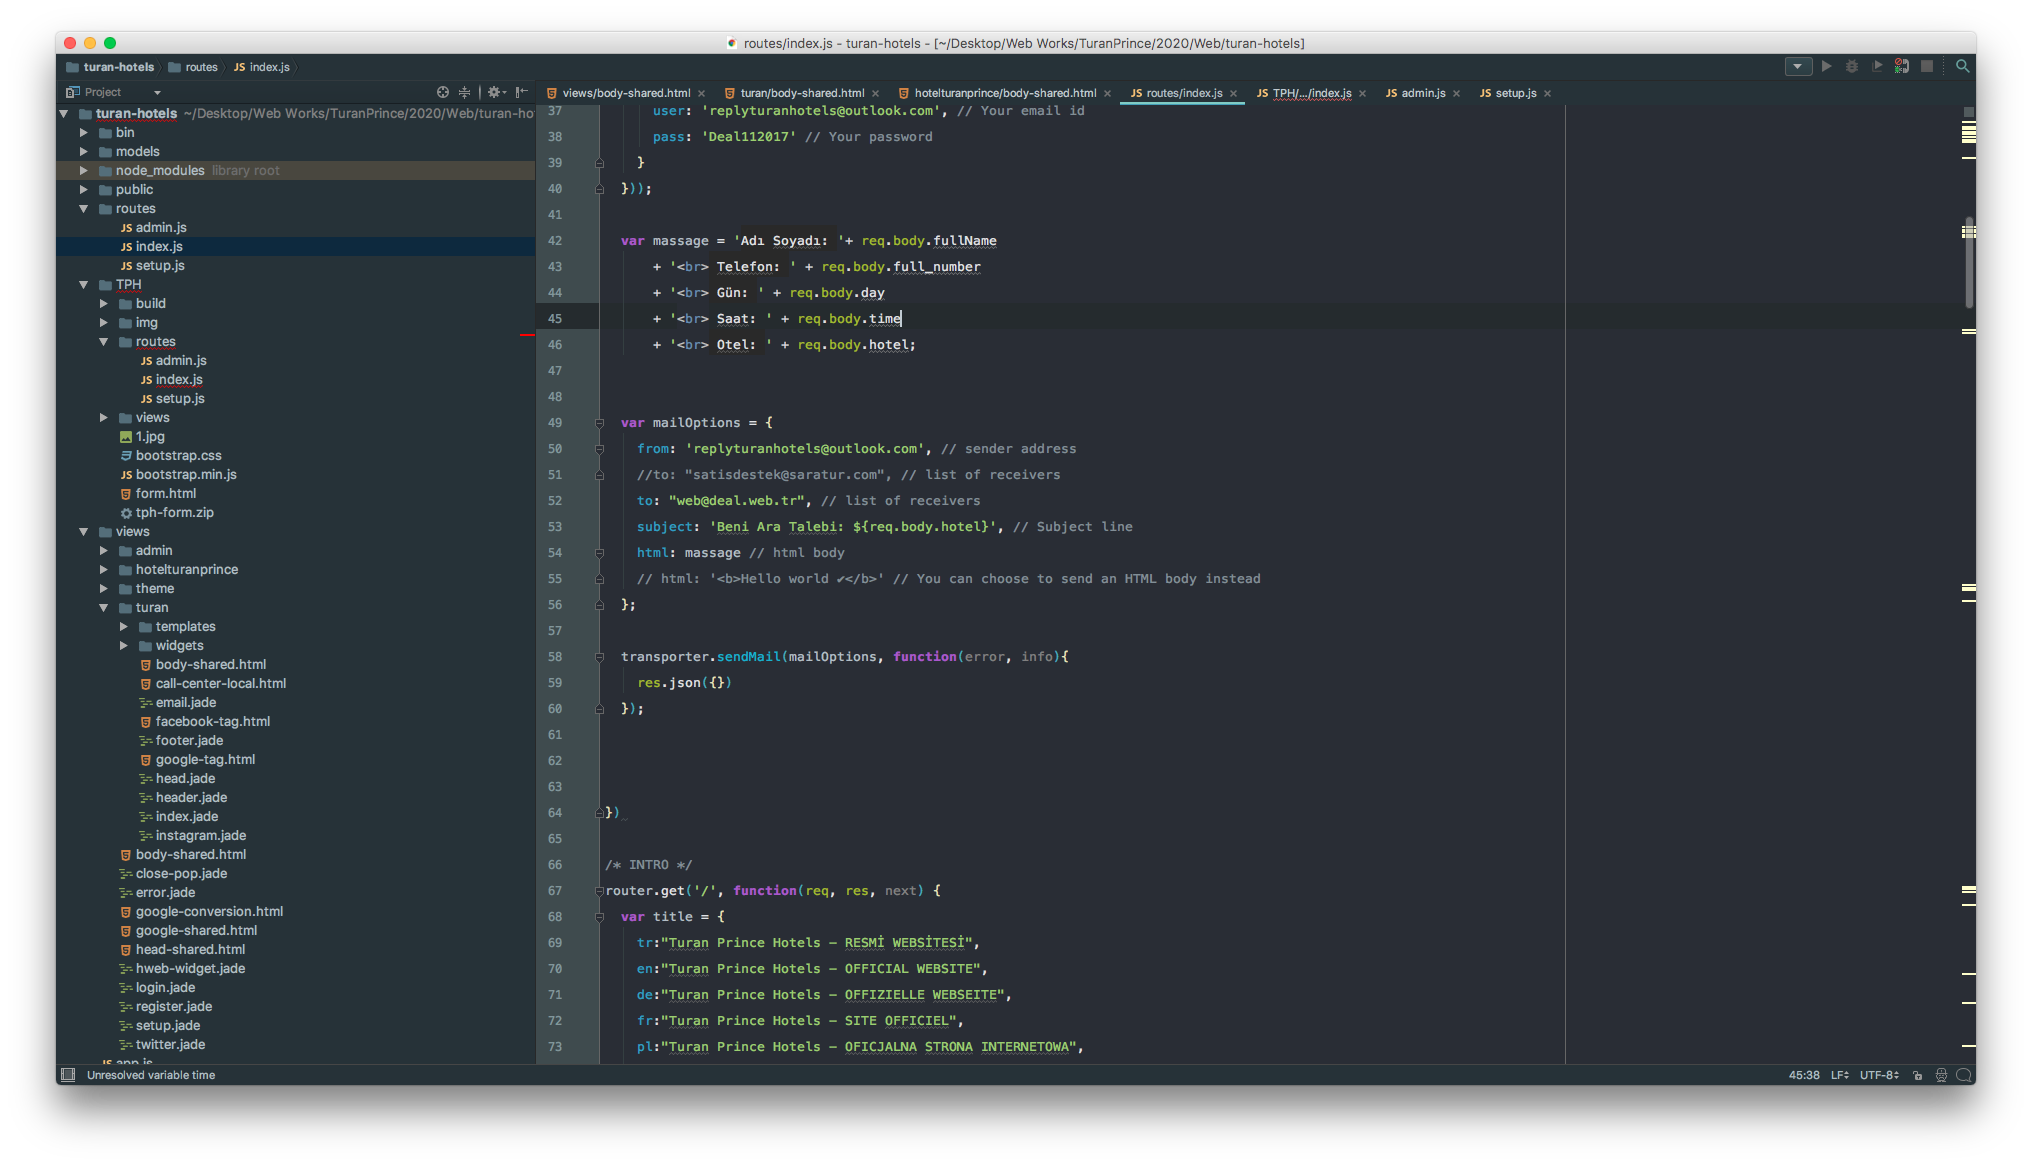 routes/index.js - turan-hotels - [~/Desktop/Web Works/TuranPrince/2020/Web/turan-hotels]
turan-hotels routes JS index.js
Project
views/body-shared.html turan/body-shared.html hotelturanprince/body-shared.html JS routes/index.js JS TPH/.../index.js JS admin.js JS setup.js
turan-hotels ~/Desktop/Web Works/TuranPrince/2020/Web/turan-ho
bin
models
node_modules library root
public
routes
JS admin.js
JS index.js
JS setup.js
TPH
build
img
routes
JS admin.js
JS index.js
JS setup.js
views
1.jpg
bootstrap.css
JS bootstrap.min.js
form.html
tph-form.zip
views
admin
hotelturanprince
theme
turan
templates
widgets
body-shared.html
call-center-local.html
email.jade
facebook-tag.html
footer.jade
google-tag.html
head.jade
header.jade
index.jade
instagram.jade
body-shared.html
close-pop.jade
error.jade
google-conversion.html
google-shared.html
head-shared.html
hweb-widget.jade
login.jade
register.jade
setup.jade
twitter.jade
JS app.js
37 user: 'replyturanhotels@outlook.com', // Your email id
38 pass: 'Deal112017' // Your password
39 }
40 }));
41
42 var massage = 'Adı Soyadı: '+ req.body.fullName
43 + '<br> Telefon: ' + req.body.full_number
44 + '<br> Gün: ' + req.body.day
45 + '<br> Saat: ' + req.body.time
46 + '<br> Otel: ' + req.body.hotel;
47
48
49 var mailOptions = {
50 from: 'replyturanhotels@outlook.com', // sender address
51 //to: "satisdestek@saratur.com", // list of receivers
52 to: "web@deal.web.tr", // list of receivers
53 subject: 'Beni Ara Talebi: ${req.body.hotel}', // Subject line
54 html: massage // html body
55 // html: '<b>Hello world ✔</b>' // You can choose to send an HTML body instead
56 };
57
58 transporter.sendMail(mailOptions, function(error, info){
59 res.json({})
60 });
61
62
63
64 })
65
66 /* INTRO */
67 router.get('/', function(req, res, next) {
68 var title = {
69 tr:"Turan Prince Hotels – RESMİ WEBSİTESİ",
70 en:"Turan Prince Hotels – OFFICIAL WEBSITE",
71 de:"Turan Prince Hotels – OFFIZIELLE WEBSEITE",
72 fr:"Turan Prince Hotels – SITE OFFICIEL",
73 pl:"Turan Prince Hotels – OFICJALNA STRONA INTERNETOWA",
Unresolved variable time 45:38 LF UTF-8